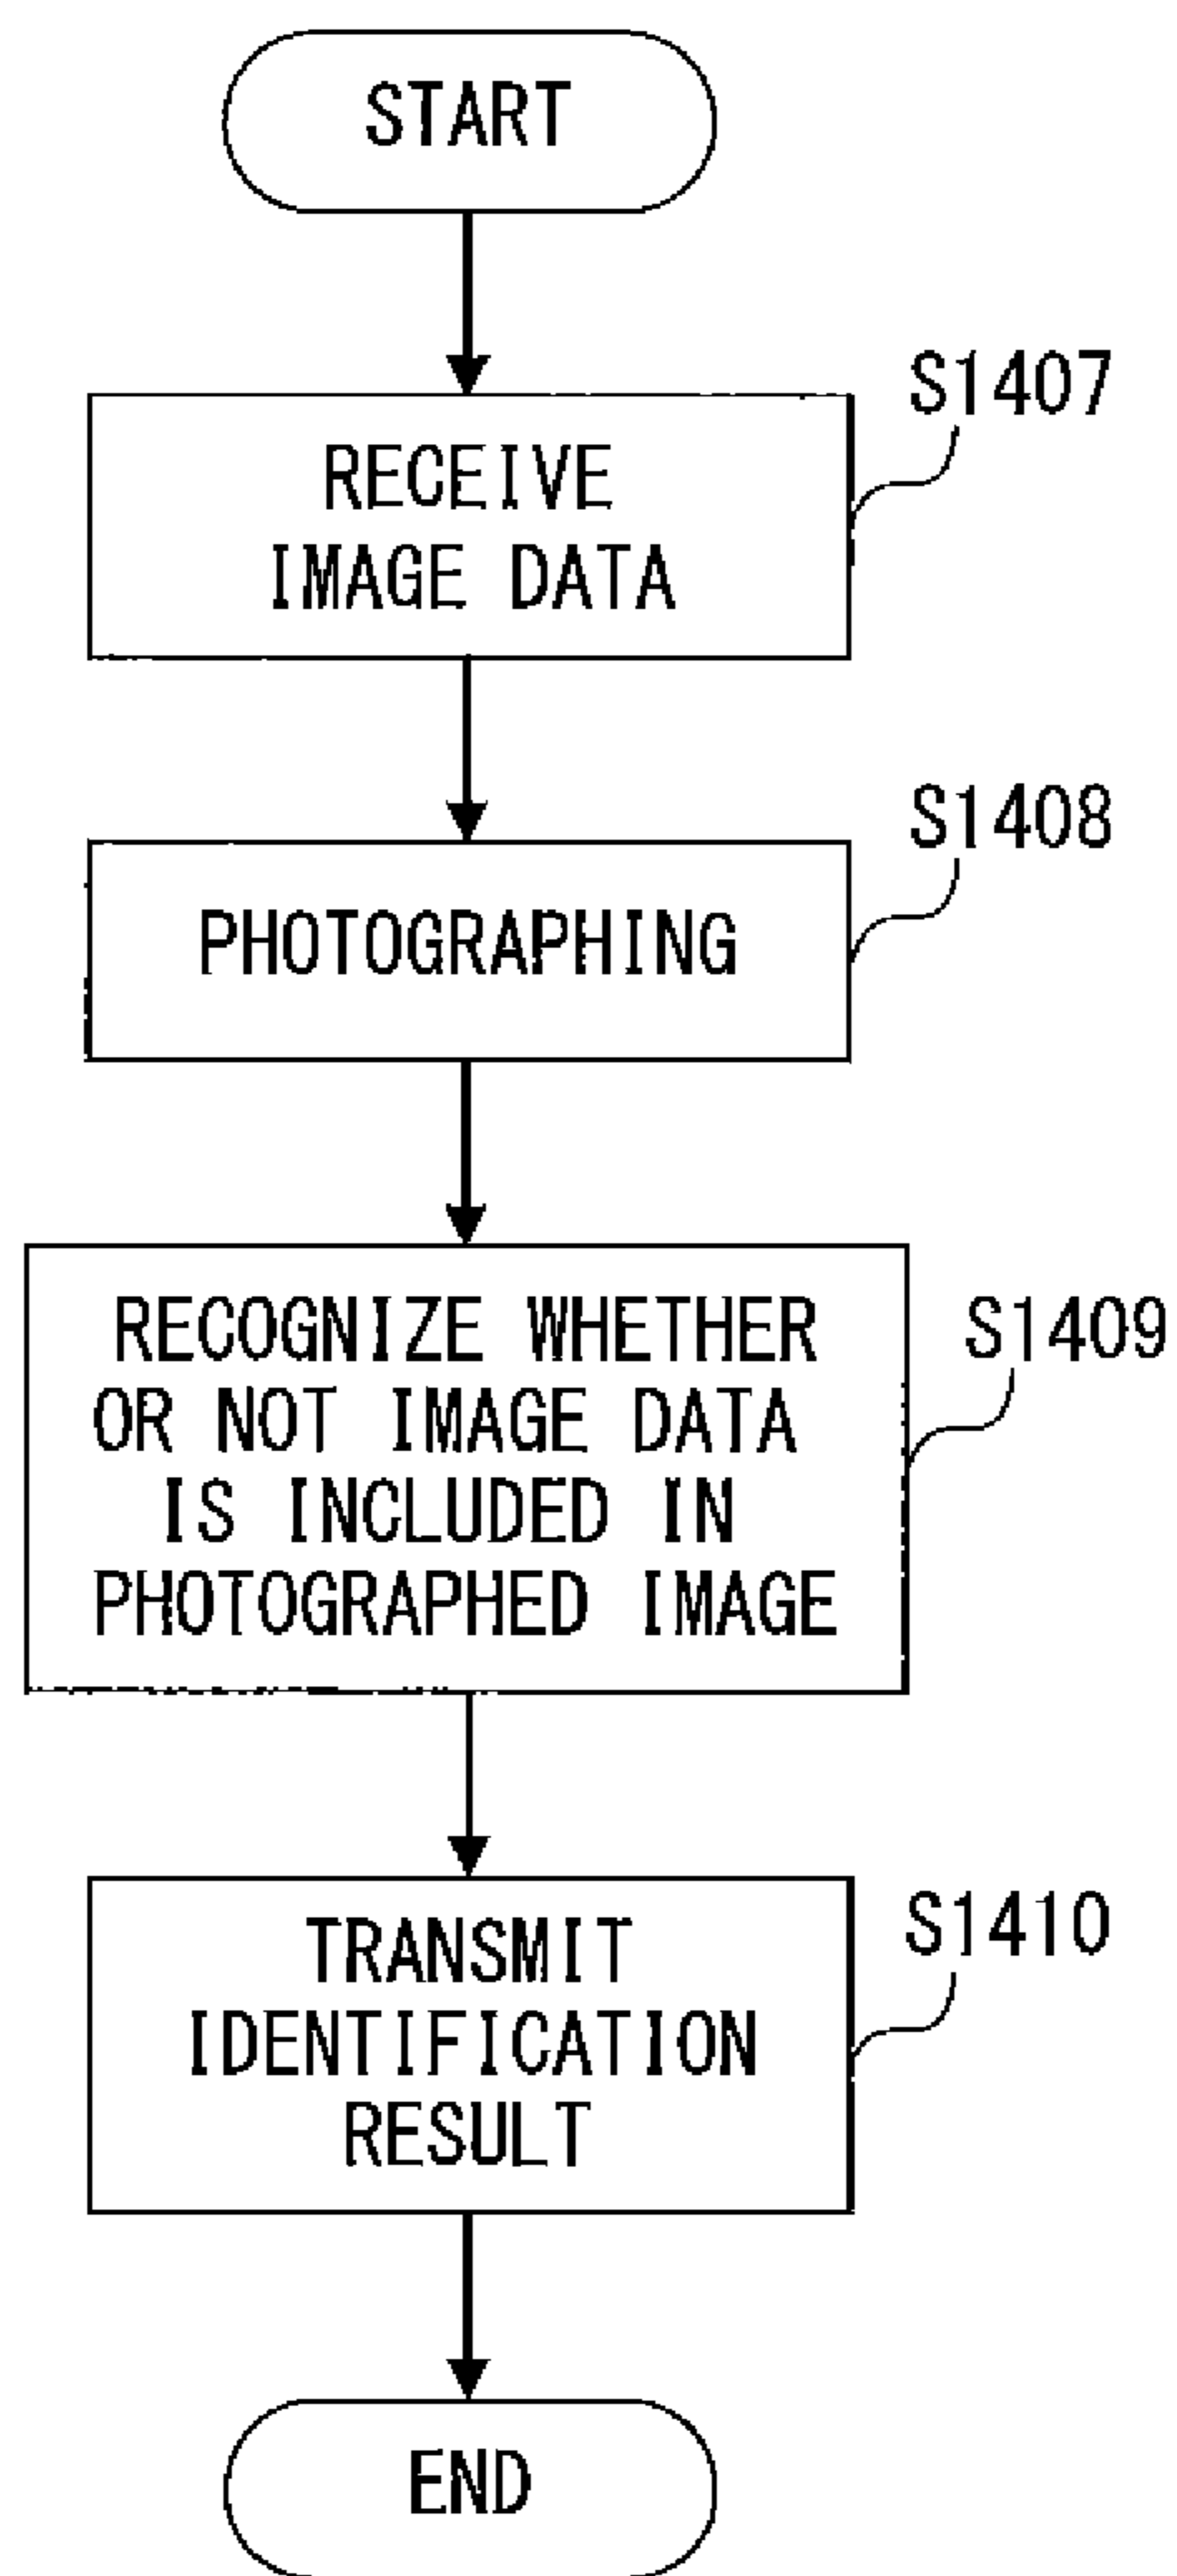 START
S1407
RECEIVE
IMAGE DATA
S1408
PHOTOGRAPHING
S1409
RECOGNIZE WHETHER
OR NOT IMAGE DATA
IS INCLUDED IN
PHOTOGRAPHED IMAGE
S1410
TRANSMIT
IDENTIFICATION
RESULT
END